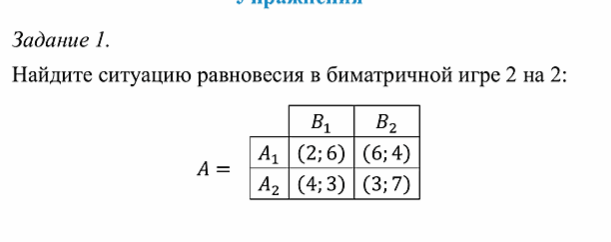 Упражнения
Задание 1.
Найдите ситуацию равновесия в биматричной игре 2 на 2:
B₁ B₂
A = A₁ (2; 6) (6; 4)
A₂ (4; 3) (3; 7)